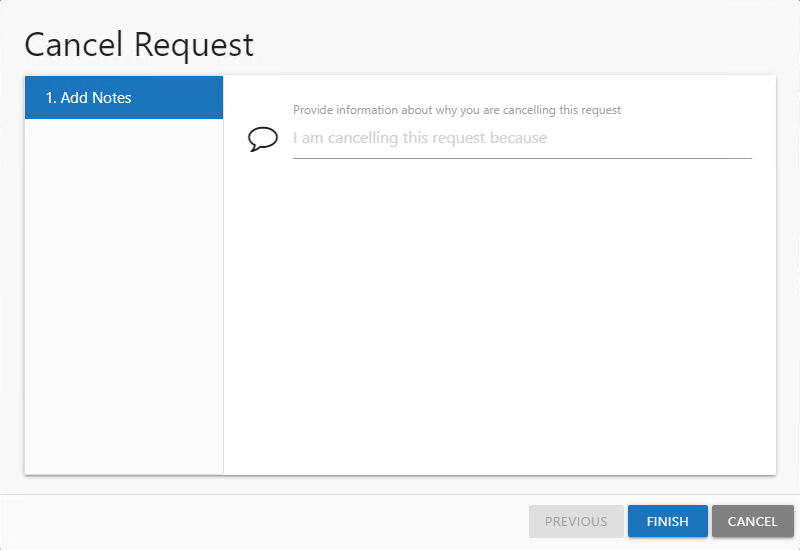 Cancel Request
1. Add Notes
Provide information about why you are cancelling this request
I am cancelling this request because
PREVIOUS FINISH CANCEL